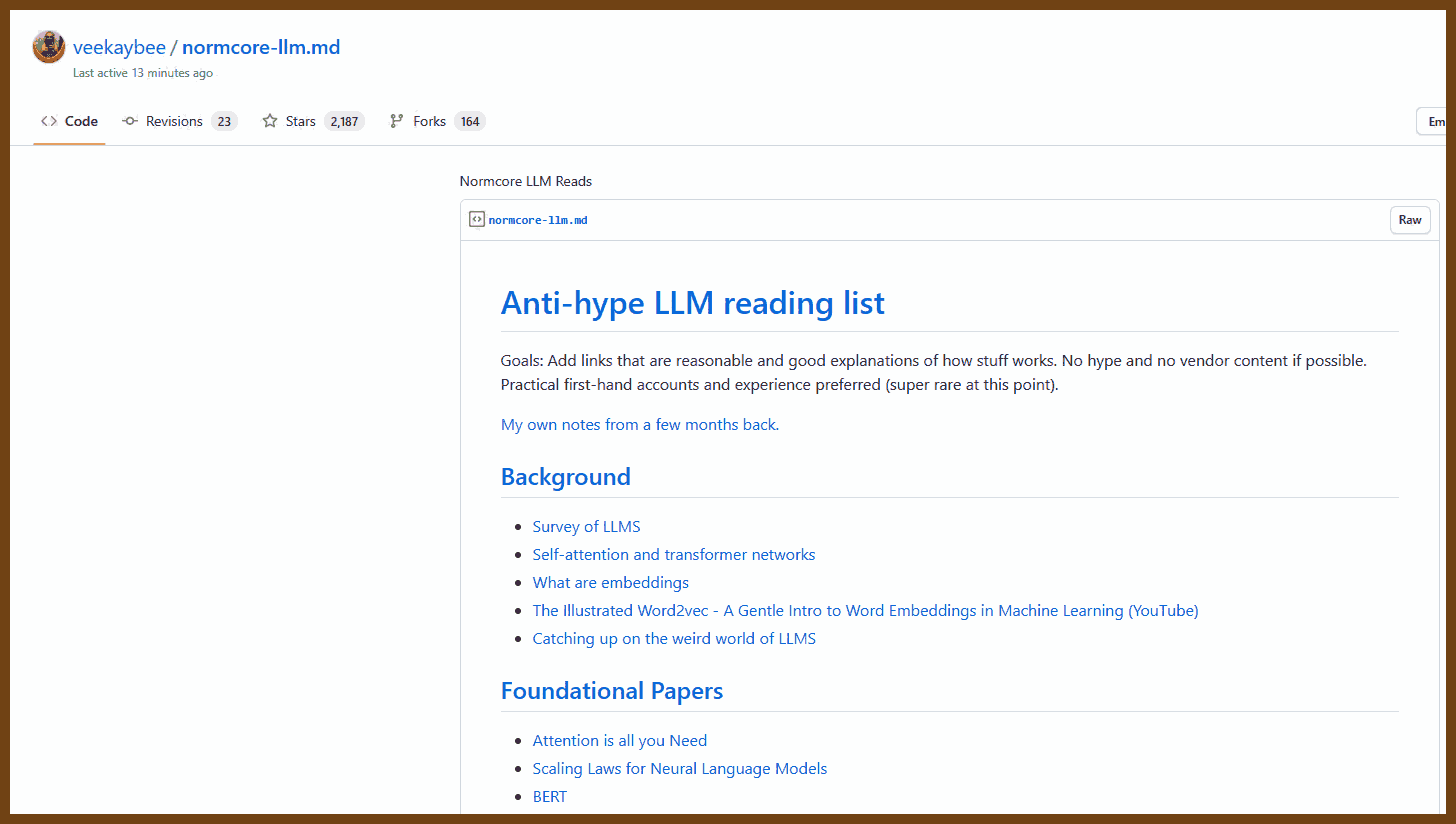 veekaybee / normcore-llm.md
Last active 13 minutes ago
<> Code Revisions 23 Stars 2,187 Forks 164
Em
Normcore LLM Reads
normcore-llm.md
Raw
Anti-hype LLM reading list
Goals: Add links that are reasonable and good explanations of how stuff works. No hype and no vendor content if possible.
Practical first-hand accounts and experience preferred (super rare at this point).
My own notes from a few months back.
Background
• Survey of LLMS
• Self-attention and transformer networks
• What are embeddings
• The Illustrated Word2vec - A Gentle Intro to Word Embeddings in Machine Learning (YouTube)
• Catching up on the weird world of LLMS
Foundational Papers
• Attention is all you Need
• Scaling Laws for Neural Language Models
• BERT